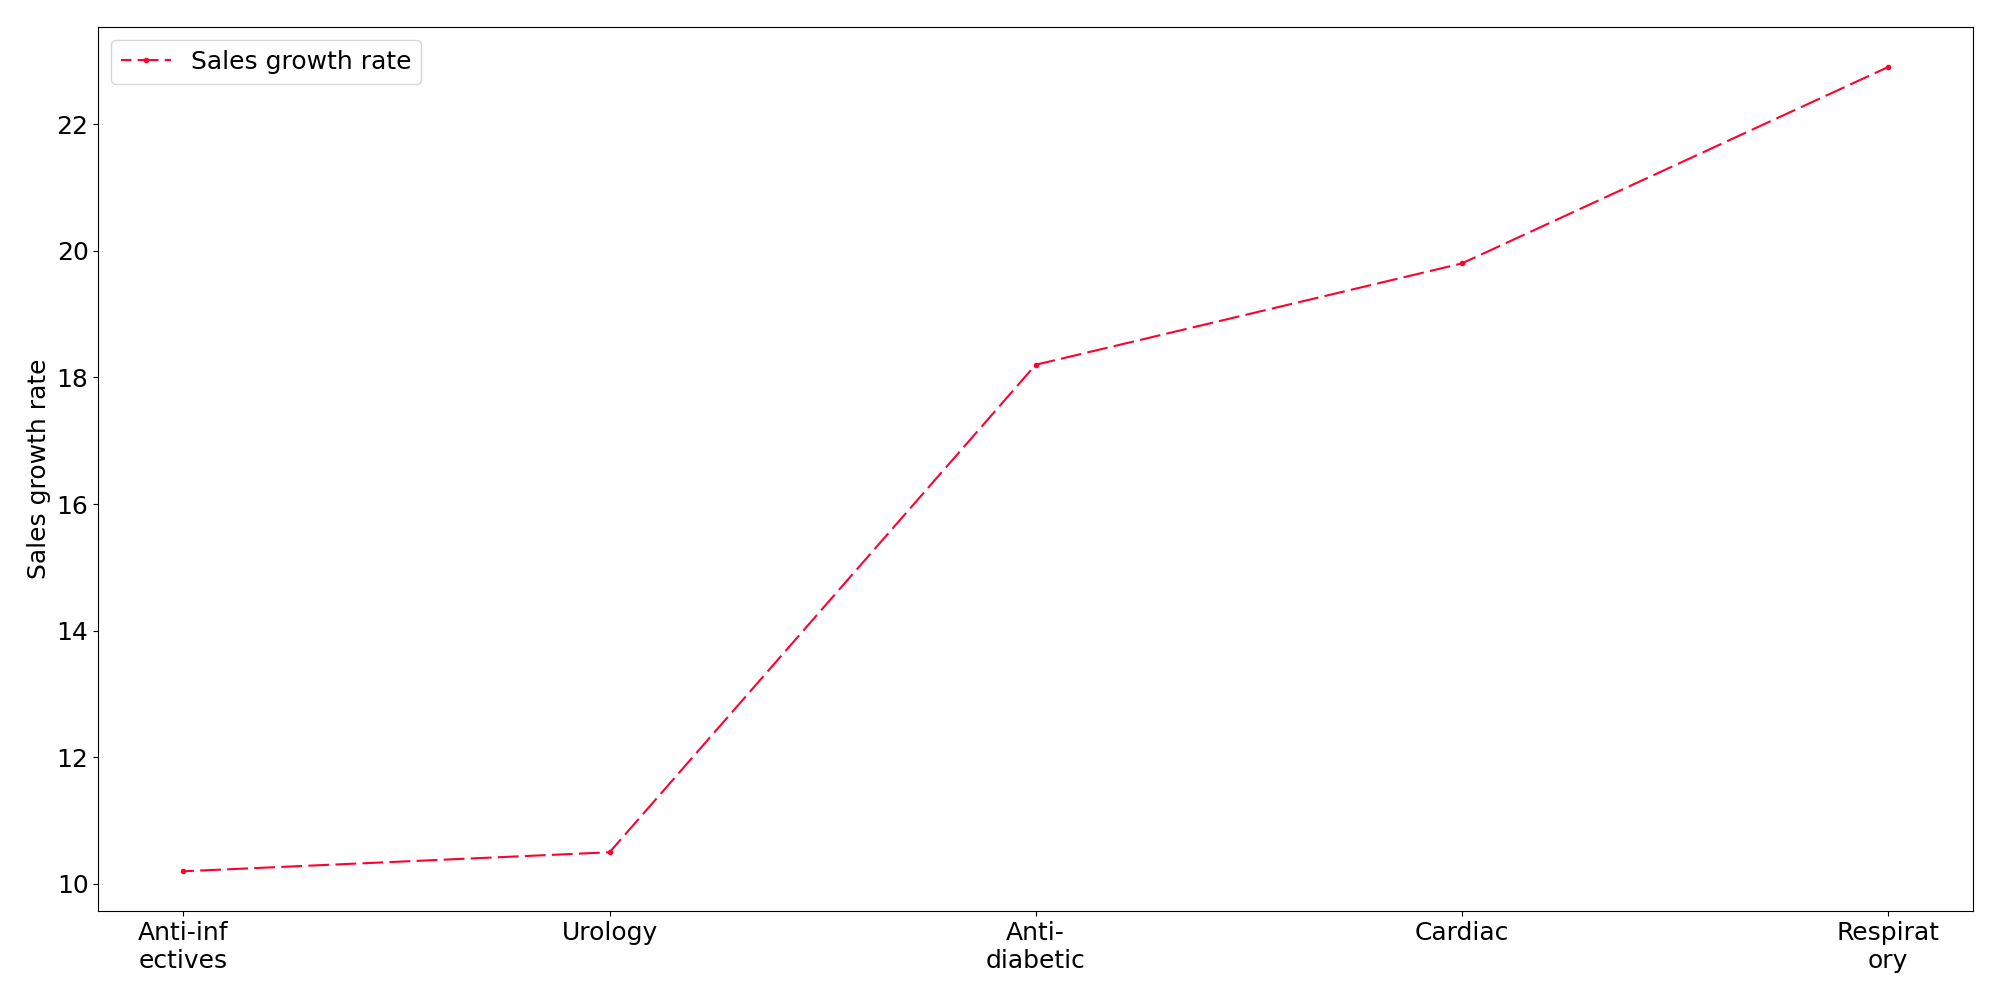 Sales growth rate
Sales growth rate
22
20
18
16
14
12
10
Anti-inf
ectives
Urology
Anti-
diabetic
Cardiac
Respirat
ory